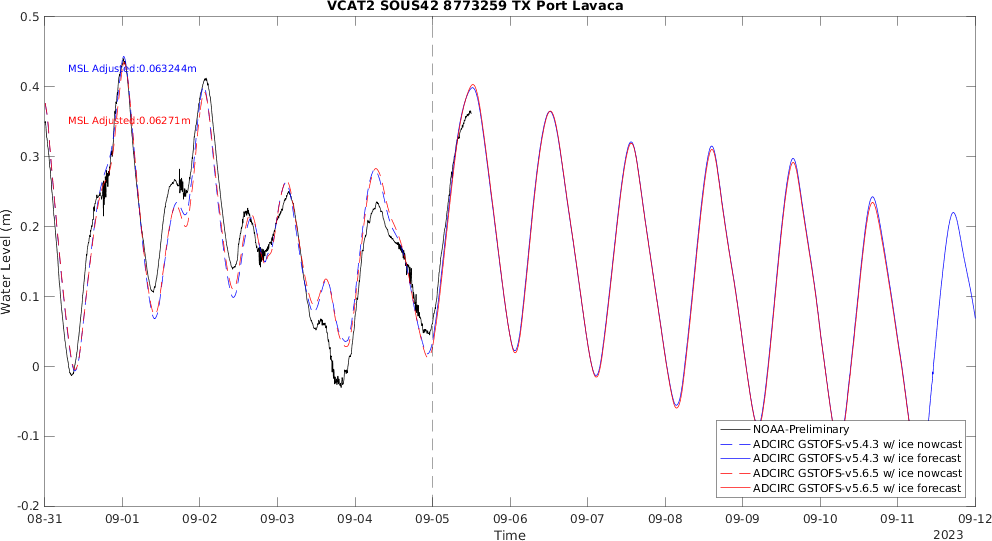 VCAT2 SOUS42 8773259 TX Port Lavaca
0.5
0.4
0.3
0.2
0.1
0
-0.1
-0.2
Water Level (m)
MSL Adjusted:0.063244m
MSL Adjusted:0.06271m
NOAA-Preliminary
ADCIRC GSTOFS-v5.4.3 w/ ice nowcast
ADCIRC GSTOFS-v5.4.3 w/ ice forecast
ADCIRC GSTOFS-v5.6.5 w/ ice nowcast
ADCIRC GSTOFS-v5.6.5 w/ ice forecast
08-31 09-01 09-02 09-03 09-04 09-05 09-06 09-07 09-08 09-09 09-10 09-11 09-12
Time
2023